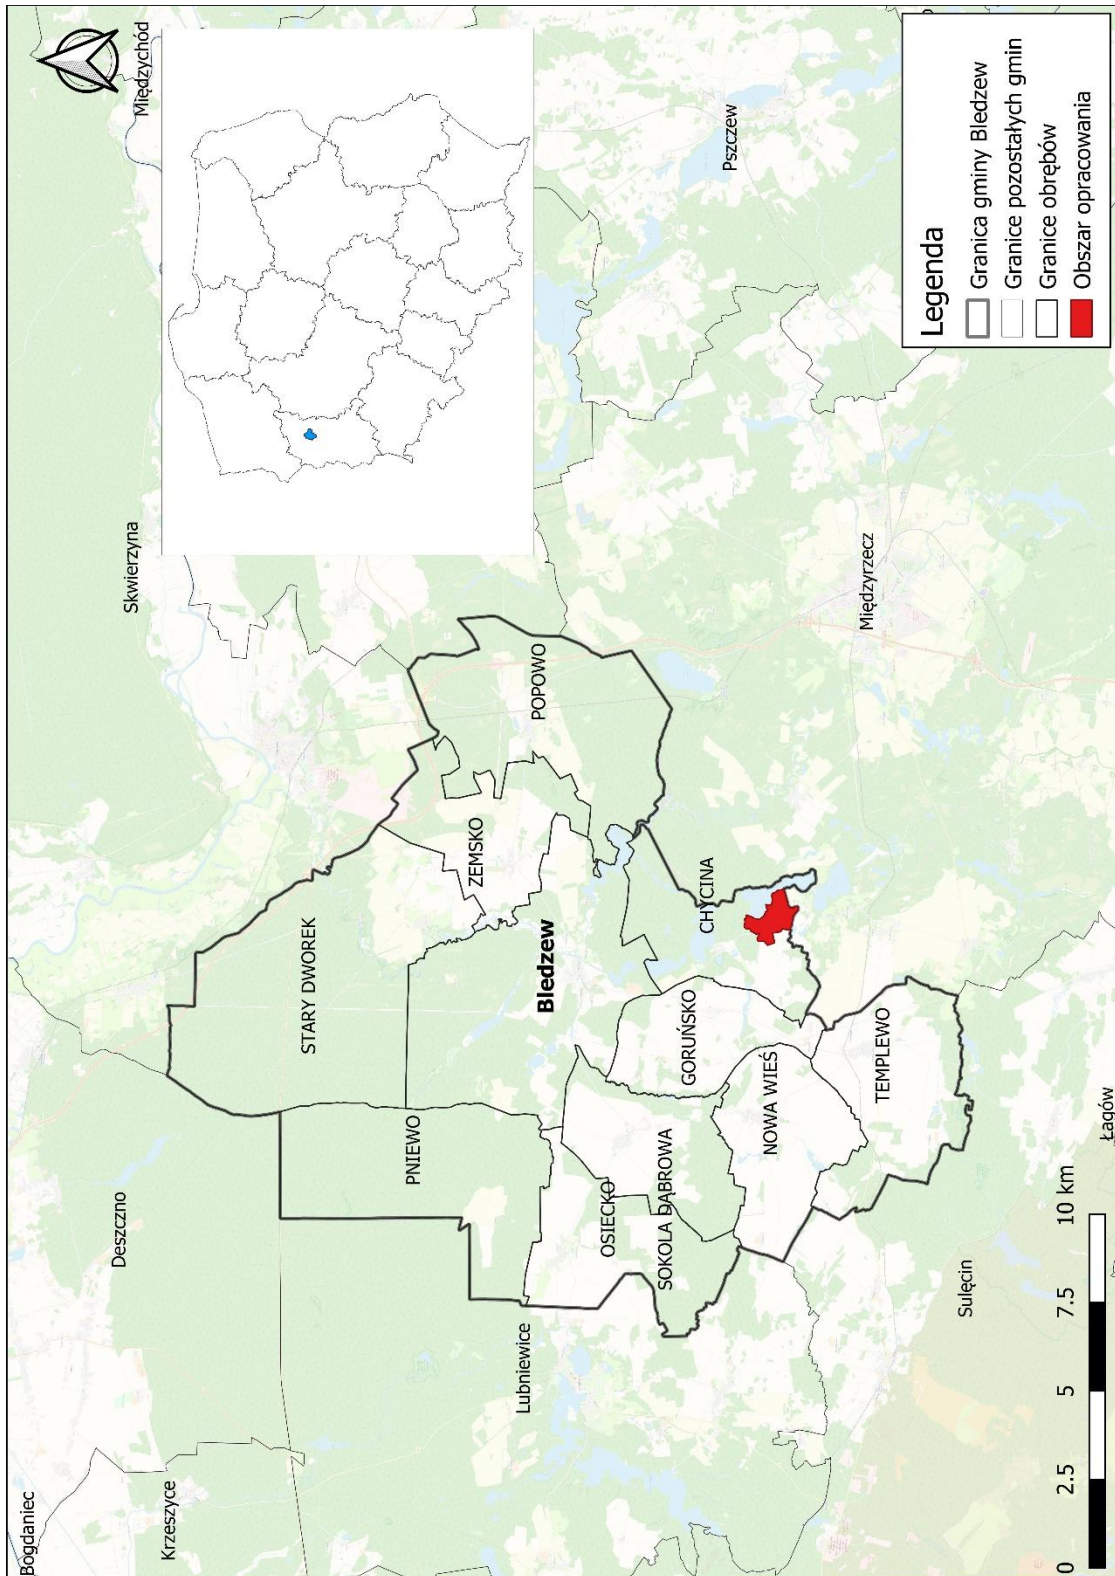 Międzychód
Skwierzyna
Deszczno
Bogdaniec
Krzeszyce
Pszczew
STARY DWOREK
POPOWO
ZEMSKO
PNIEWO
Bledzew
Lubniewice
OSIECKO
SOKOLA DĄBROWA
GORUŃSKO
CHYCINA
NOWA WIEŚ
TEMPLEWO
Międzyrzecz
Sulęcin
Łagów
Legenda
Granica gminy Bledzew
Granice pozostałych gmin
Granice obrębów
Obszar opracowania
0 2.5 5 7.5 10 km